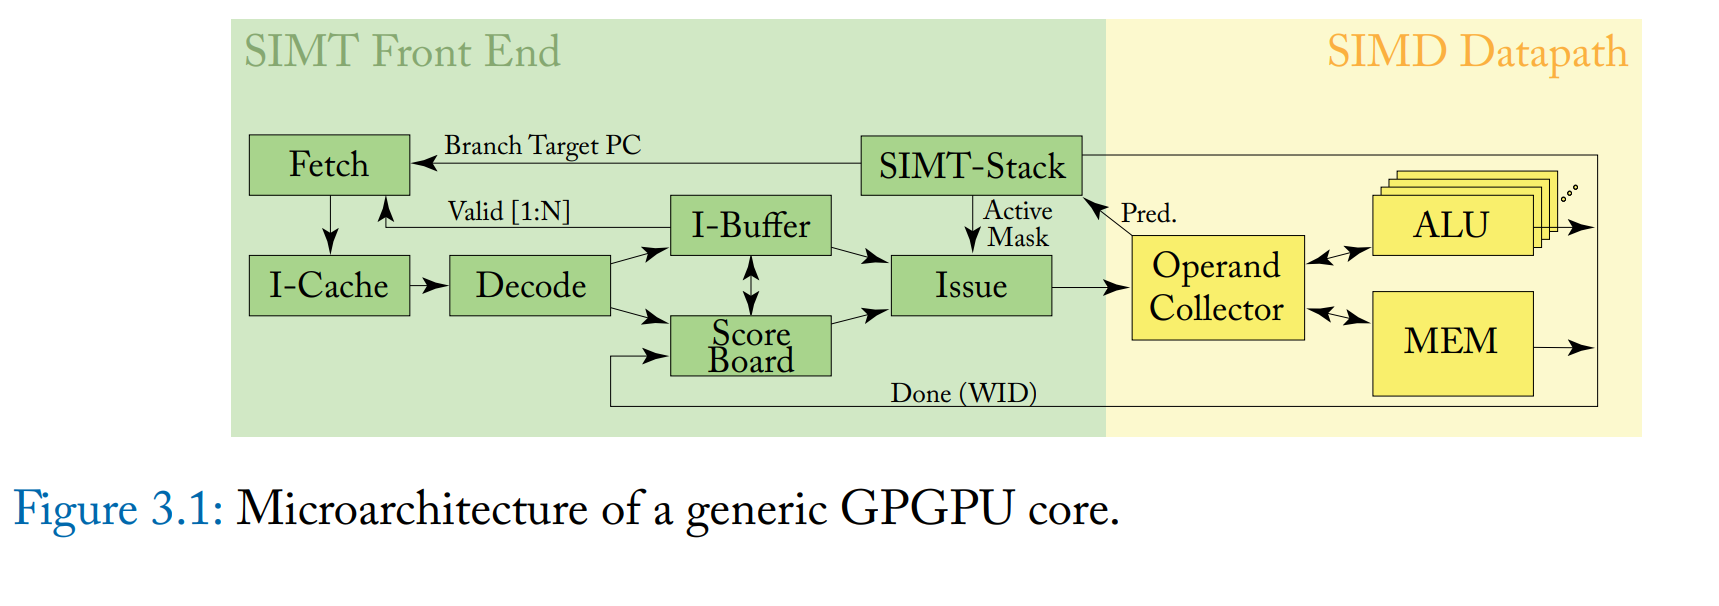 SIMT Front End
SIMD Datapath
Branch Target PC
Fetch
SIMT-Stack
Valid [1:N]
I-Buffer
Active
Mask
Pred.
ALU
I-Cache
Decode
Issue
Operand
Collector
Score
Board
MEM
Done (WID)
Figure 3.1: Microarchitecture of a generic GPGPU core.